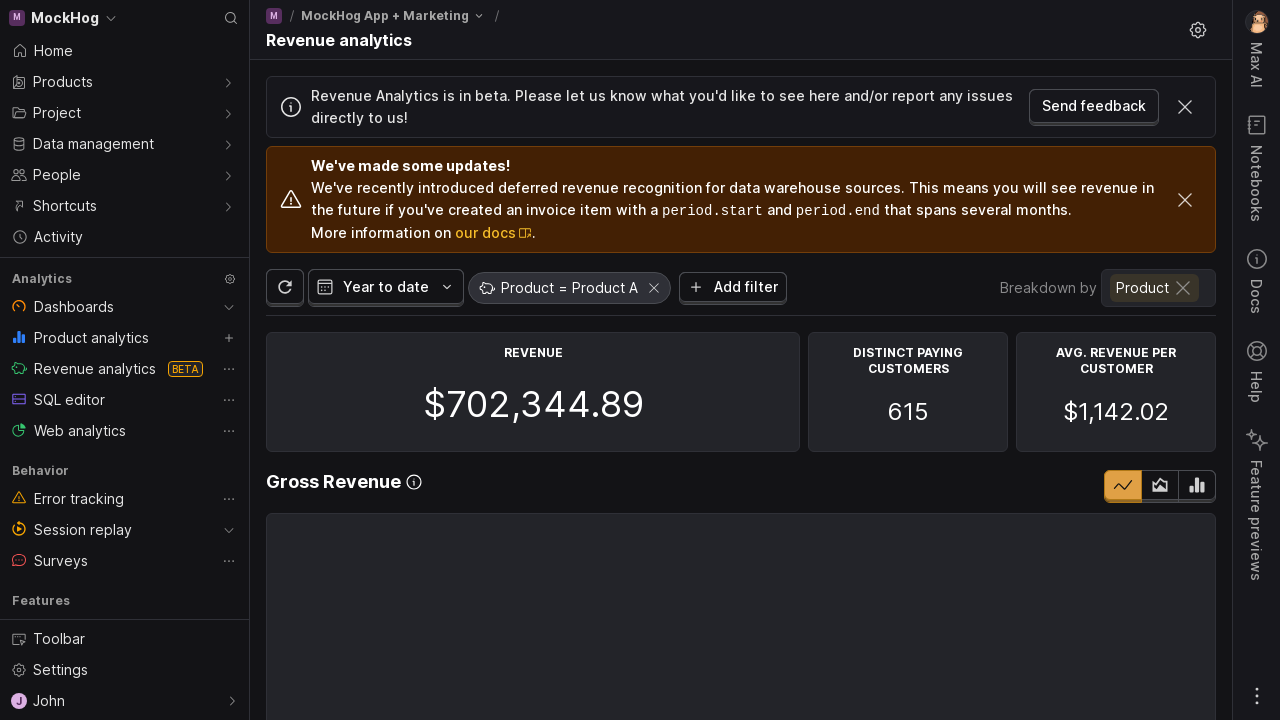 M MockHog
Home
Products
Project
Data management
People
Shortcuts
Activity
Analytics
Dashboards
Product analytics
Revenue analytics BETA
SQL editor
Web analytics
Behavior
Error tracking
Session replay
Surveys
Features
Toolbar
Settings
J John
M / MockHog App + Marketing /
Revenue analytics
Revenue Analytics is in beta. Please let us know what you'd like to see here and/or report any issues
directly to us!
Send feedback
We've made some updates!
We've recently introduced deferred revenue recognition for data warehouse sources. This means you will see revenue in
the future if you've created an invoice item with a period.start and period.end that spans several months.
More information on our docs.
Year to date
Product = Product A
Add filter
Breakdown by Product
REVENUE
$702,344.89
DISTINCT PAYING
CUSTOMERS
615
AVG. REVENUE PER
CUSTOMER
$1,142.02
Gross Revenue
Max AI
Notebooks
Docs
Help
Feature previews